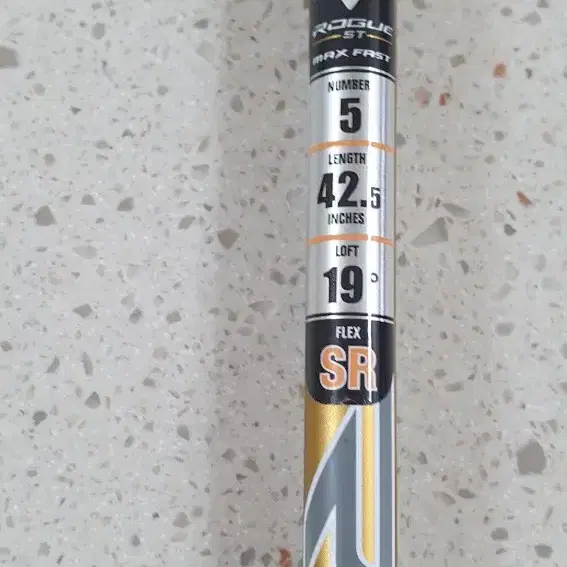 ROGUE
ST
MAX FAST
NUMBER
5
LENGTH
42.5
INCHES
LOFT
19°
FLEX
SR